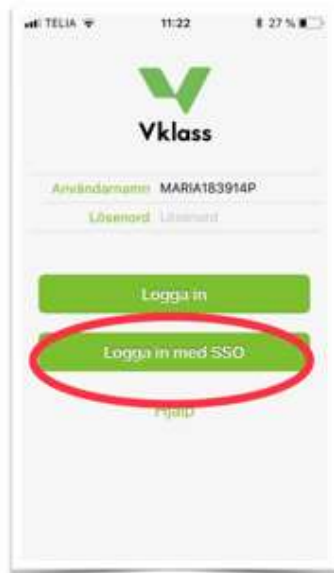 TELIA 11:22 27 %
Vklass
Användarnamn MARIA183914P
Lösenord Lösenord
Logga in
Logga in med SSO
Hjälp